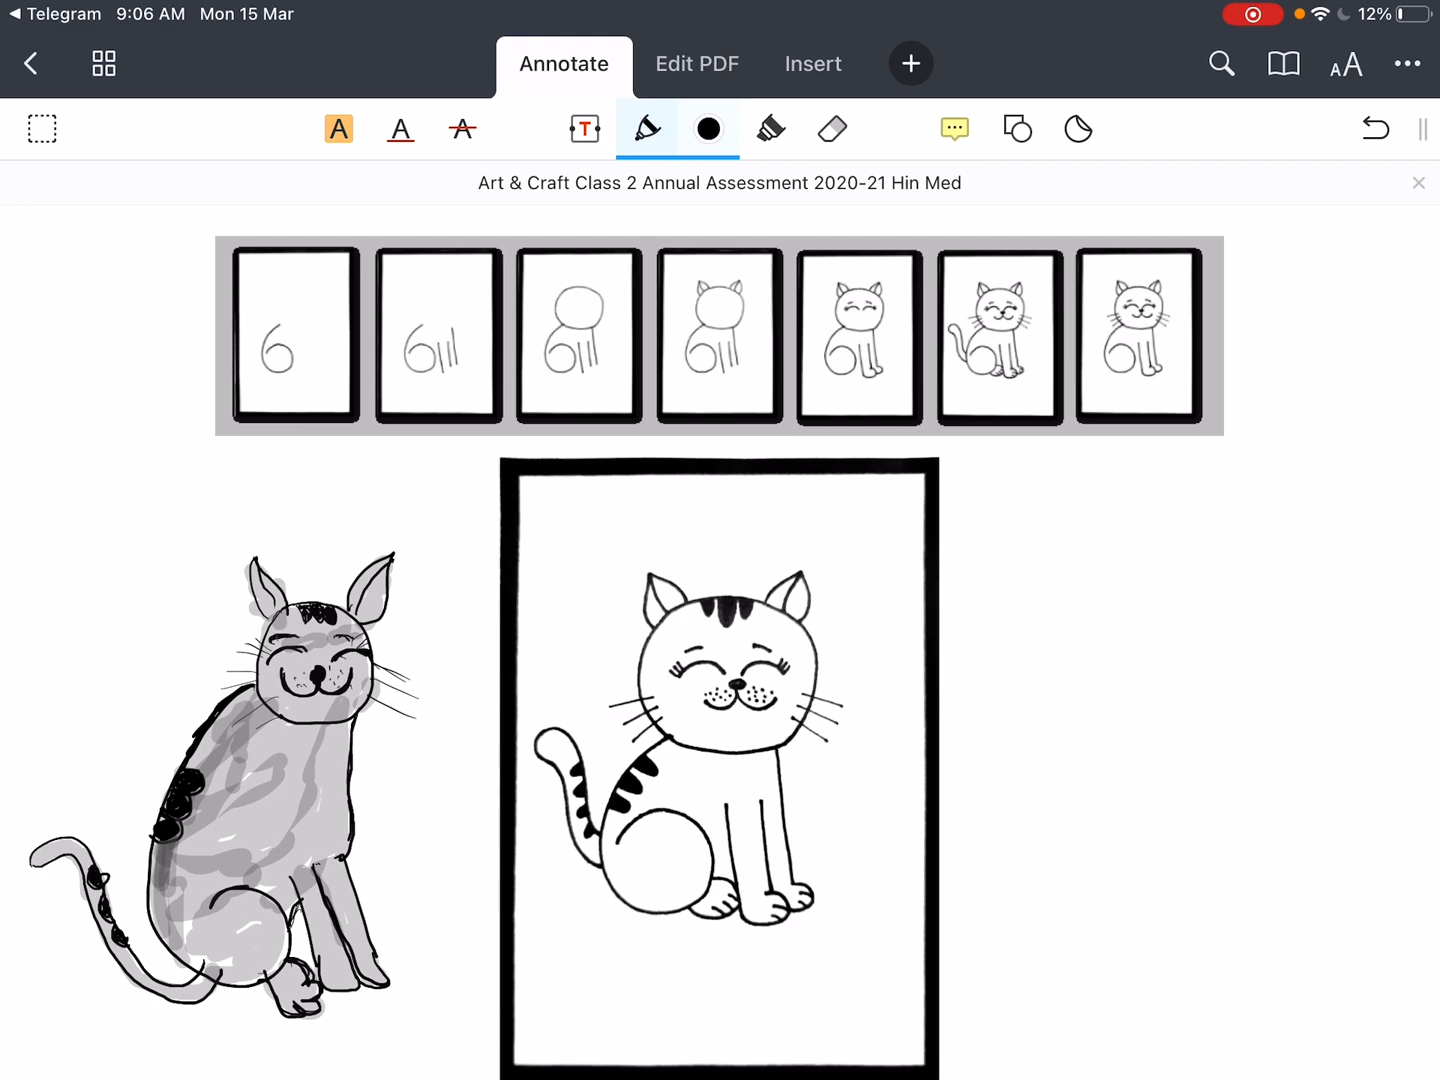 Telegram 9:06 AM Mon 15 Mar 12%
Annotate Edit PDF Insert +
AA
A A A T
Art & Craft Class 2 Annual Assessment 2020-21 Hin Med
6 6